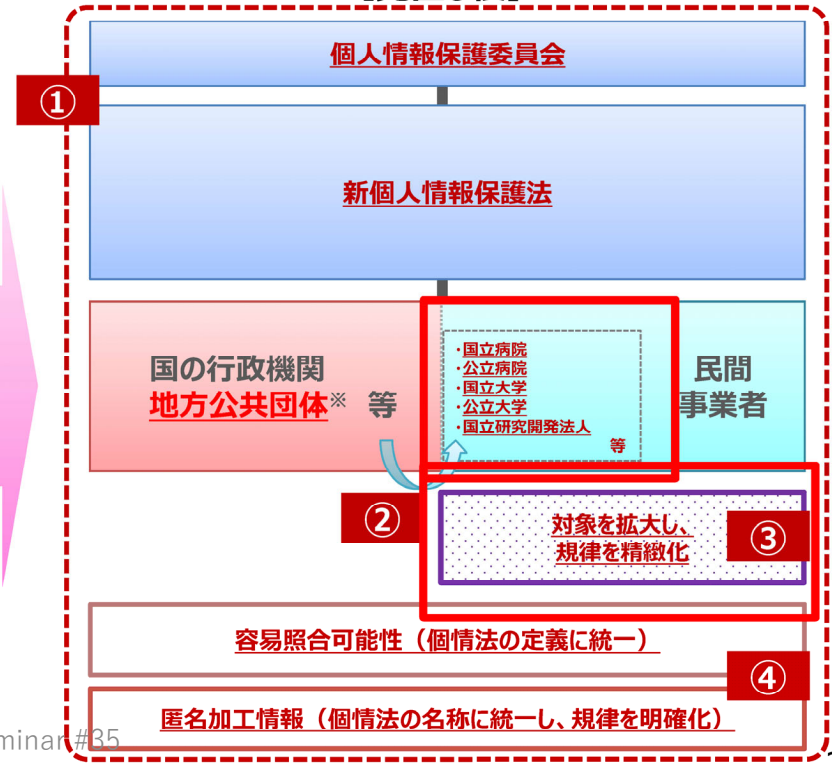 個人情報保護委員会
①
新個人情報保護法
国の行政機関
地方公共団体※ 等
・国立病院
・公立病院
・国立大学
・公立大学
・国立研究開発法人
等
民間
事業者
②
対象を拡大し、
規律を精緻化
③
容易照合可能性(個情法の定義に統一)
④
匿名加工情報(個情法の名称に統一し、規律を明確化)
minar #35